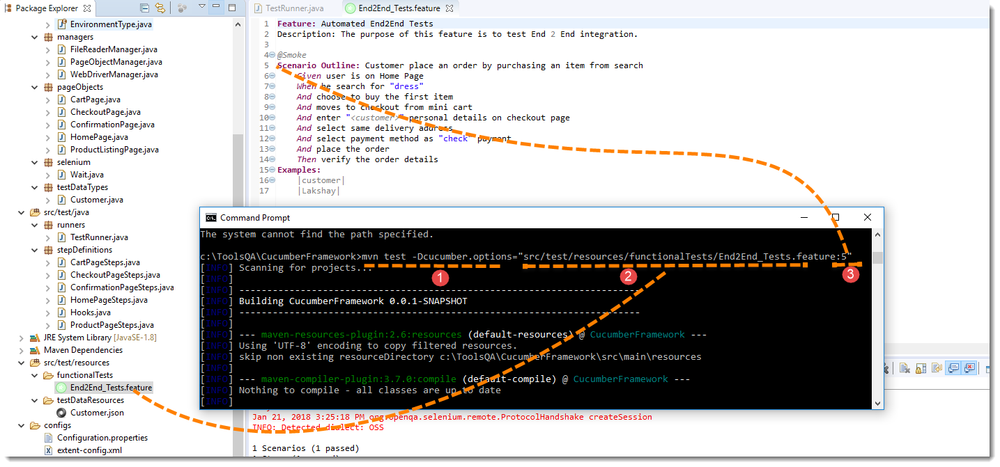 Package Explorer
EnvironmentType.java
managers
FileReaderManager.java
PageObjectManager.java
WebDriverManager.java
pageObjects
CartPage.java
CheckoutPage.java
ConfirmationPage.java
HomePage.java
ProductListingPage.java
selenium
Wait.java
testDataTypes
Customer.java
src/test/java
runners
TestRunner.java
stepDefinitions
CartPageSteps.java
CheckoutPageSteps.java
ConfirmationPageSteps.java
HomePageSteps.java
Hooks.java
ProductPageSteps.java
JRE System Library [JavaSE-1.8]
Maven Dependencies
src/test/resources
functionalTests
End2End_Tests.feature
testDataResources
Customer.json
configs
Configuration.properties
extent-config.xml
TestRunner.java
End2End_Tests.feature
1 Feature: Automated End2End Tests
2 Description: The purpose of this feature is to test End 2 End integration.
3
4 @Smoke
5 Scenario Outline: Customer place an order by purchasing an item from search
6 Given user is on Home Page
7 When he search for "dress"
8 And choose to buy the first item
9 And moves to checkout from mini cart
10 And enter "<customer>" personal details on checkout page
11 And select same delivery address
12 And select payment method as "check" payment
13 And place the order
14 Then verify the order details
15 Examples:
16 |customer|
17 |Lakshay|
Command Prompt
The system cannot find the path specified.
c:\ToolsQA\CucumberFramework>mvn test -Dcucumber.options="src/test/resources/functionalTests/End2End_Tests.feature:5"
[INFO] Scanning for projects...
1
2
3
[INFO]
[INFO] ------------------------------------------------------------------------
[INFO] Building CucumberFramework 0.0.1-SNAPSHOT
[INFO] ------------------------------------------------------------------------
[INFO]
[INFO] --- maven-resources-plugin:2.6:resources (default-resources) @ CucumberFramework ---
[INFO] Using 'UTF-8' encoding to copy filtered resources.
[INFO] skip non existing resourceDirectory c:\ToolsQA\CucumberFramework\src\main\resources
[INFO]
[INFO] --- maven-compiler-plugin:3.7.0:compile (default-compile) @ CucumberFramework ---
[INFO] Nothing to compile - all classes are up to date
[INFO]
Jan 21, 2018 3:25:18 PM org.openqa.selenium.remote.ProtocolHandshake createSession
INFO: Detected dialect: OSS
1 Scenarios (1 passed)